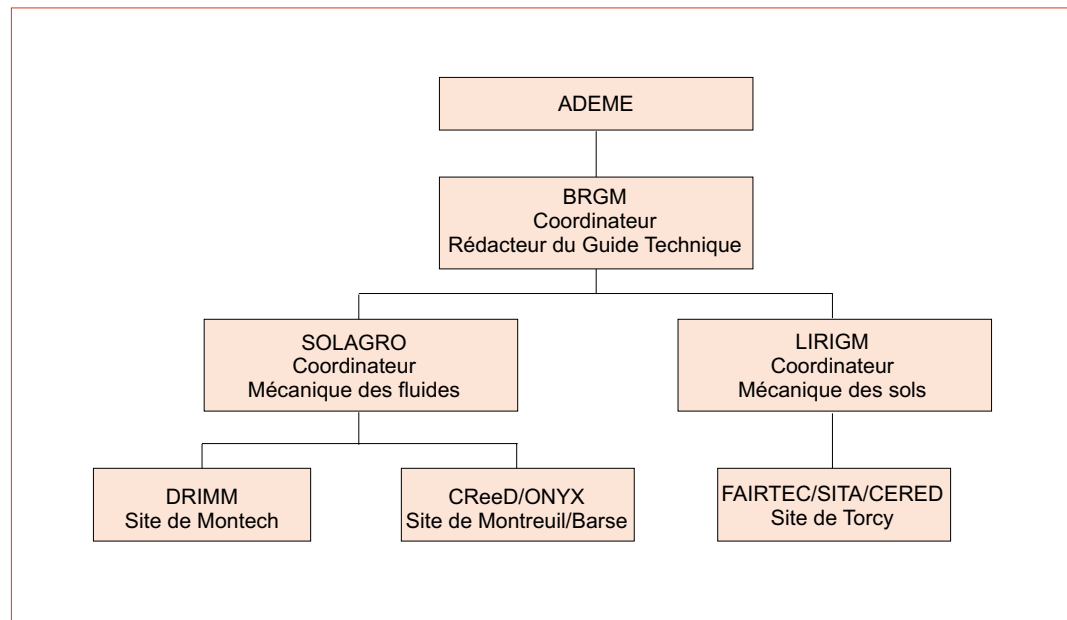 ADEME
BRGM
Coordinateur
Rédacteur du Guide Technique
SOLAGRO
Coordinateur
Mécanique des fluides
LIRIGM
Coordinateur
Mécanique des sols
DRIMM
Site de Montech
CReeD/ONYX
Site de Montreuil/Barse
FAIRTEC/SITA/CERED
Site de Torcy